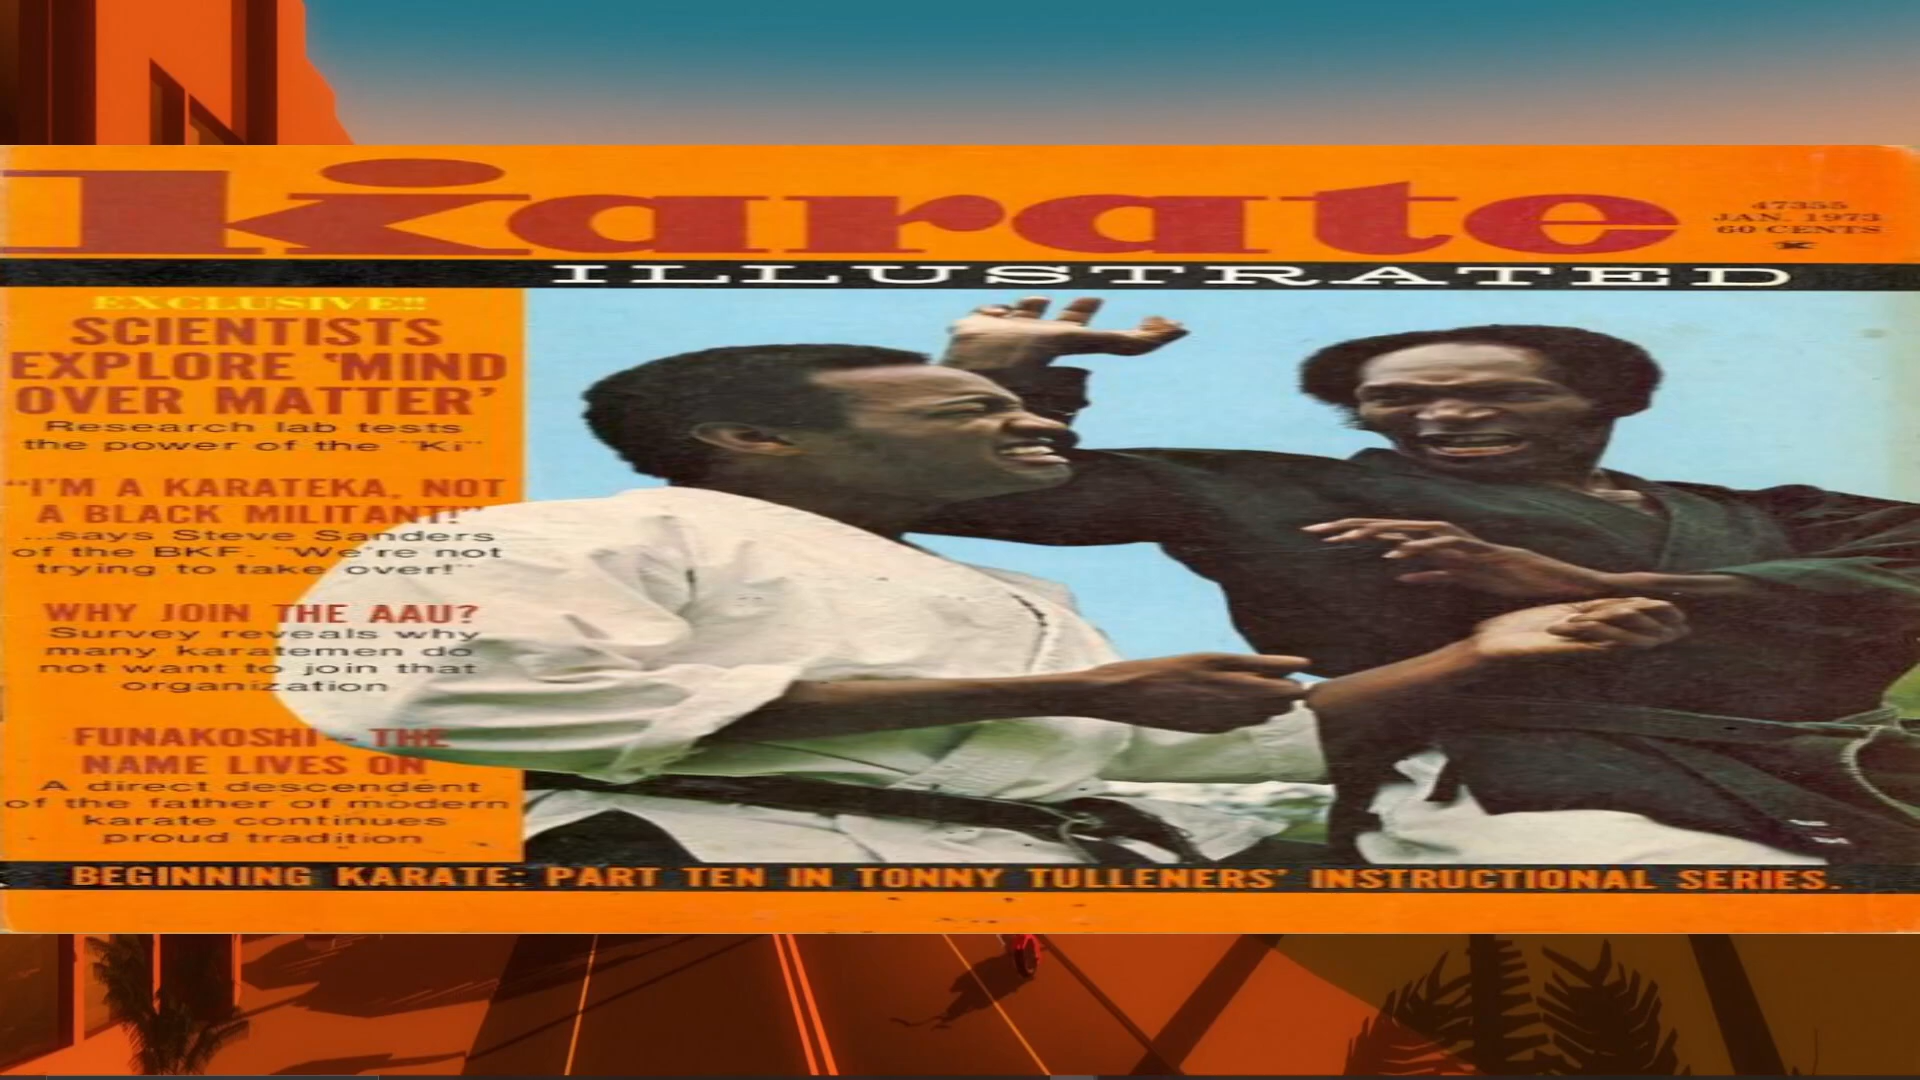 karate
47355
JAN. 1973
60 CENTS
K
ILLUSTRATED
EXCLUSIVE!!
SCIENTISTS
EXPLORE 'MIND
OVER MATTER'
Research lab tests
the power of the "Ki"
"I'M A KARATEKA, NOT
A BLACK MILITANT!"
...says Steve Sanders
of the BKF. "We're not
trying to take over!"
WHY JOIN THE AAU?
Survey reveals why
many karatemen do
not want to join that
organization
FUNAKOSHI-- THE
NAME LIVES ON
A direct descendent
of the father of modern
karate continues
proud tradition
BEGINNING KARATE: PART TEN IN TONNY TULLENERS' INSTRUCTIONAL SERIES.